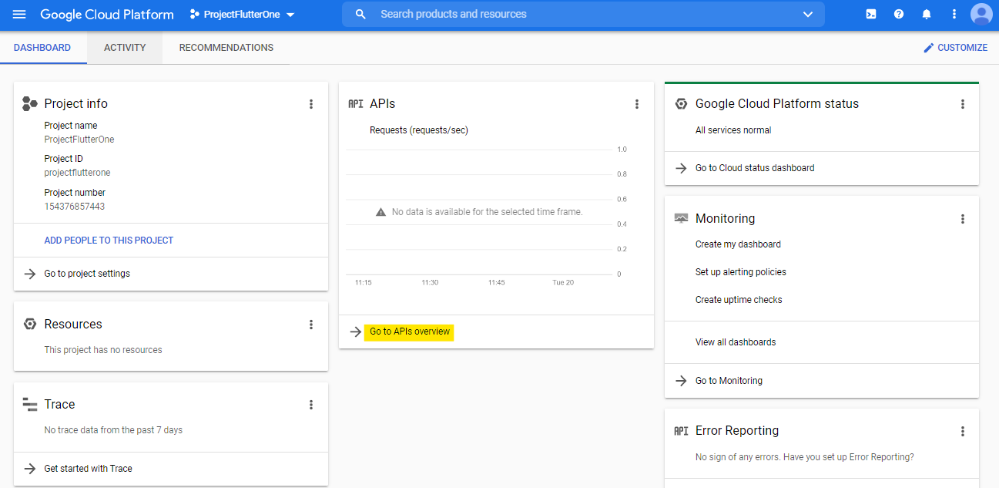 Google Cloud Platform
ProjectFlutterOne
Search products and resources
DASHBOARD
ACTIVITY
RECOMMENDATIONS
CUSTOMIZE
Project info
Project name
ProjectFlutterOne
Project ID
projectflutterone
Project number
154376857443
ADD PEOPLE TO THIS PROJECT
Go to project settings
Resources
This project has no resources
Trace
No trace data from the past 7 days
Get started with Trace
API APIs
Requests (requests/sec)
1.0
0.8
0.6
No data is available for the selected time frame.
0.4
0.2
0
11:15 11:30 11:45 Tue 20
Go to APIs overview
Google Cloud Platform status
All services normal
Go to Cloud status dashboard
Monitoring
Create my dashboard
Set up alerting policies
Create uptime checks
View all dashboards
Go to Monitoring
API Error Reporting
No sign of any errors. Have you set up Error Reporting?